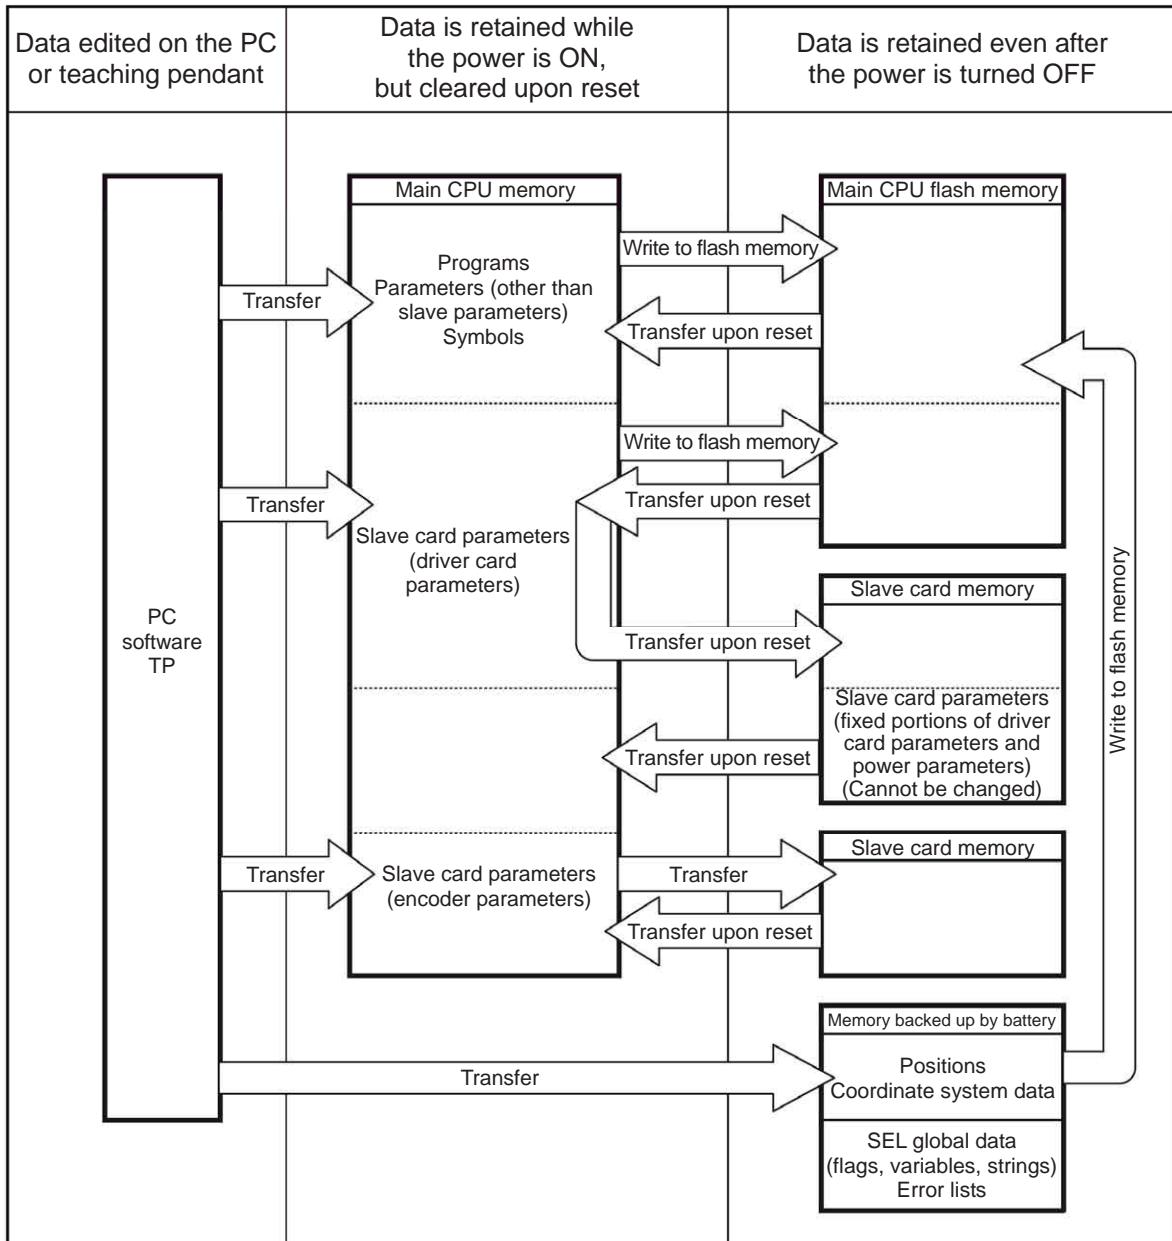 Data edited on the PC
or teaching pendant
Data is retained while
the power is ON,
but cleared upon reset
Data is retained even after
the power is turned OFF
PC
software
TP
Transfer
Transfer
Transfer
Transfer
Main CPU memory
Programs
Parameters (other than
slave parameters)
Symbols
Slave card parameters
(driver card
parameters)
Slave card parameters
(encoder parameters)
Write to flash memory
Transfer upon reset
Write to flash memory
Transfer upon reset
Transfer upon reset
Transfer upon reset
Transfer
Transfer upon reset
Main CPU flash memory
Slave card memory
Slave card parameters
(fixed portions of driver
card parameters and
power parameters)
(Cannot be changed)
Slave card memory
Memory backed up by battery
Positions
Coordinate system data
SEL global data
(flags, variables, strings)
Error lists
Write to flash memory